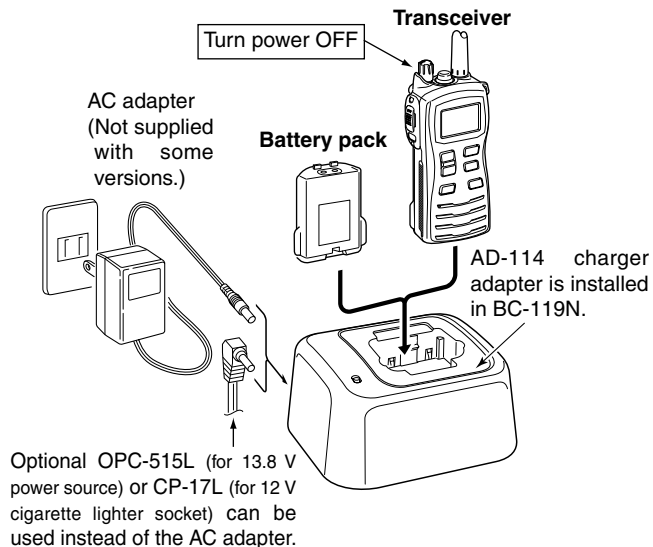 Transceiver
Turn power OFF
AC adapter
(Not supplied
with some
versions.)
Battery pack
AD-114 charger
adapter is installed
in BC-119N.
Optional OPC-515L (for 13.8 V
power source) or CP-17L (for 12 V
cigarette lighter socket) can be
used instead of the AC adapter.